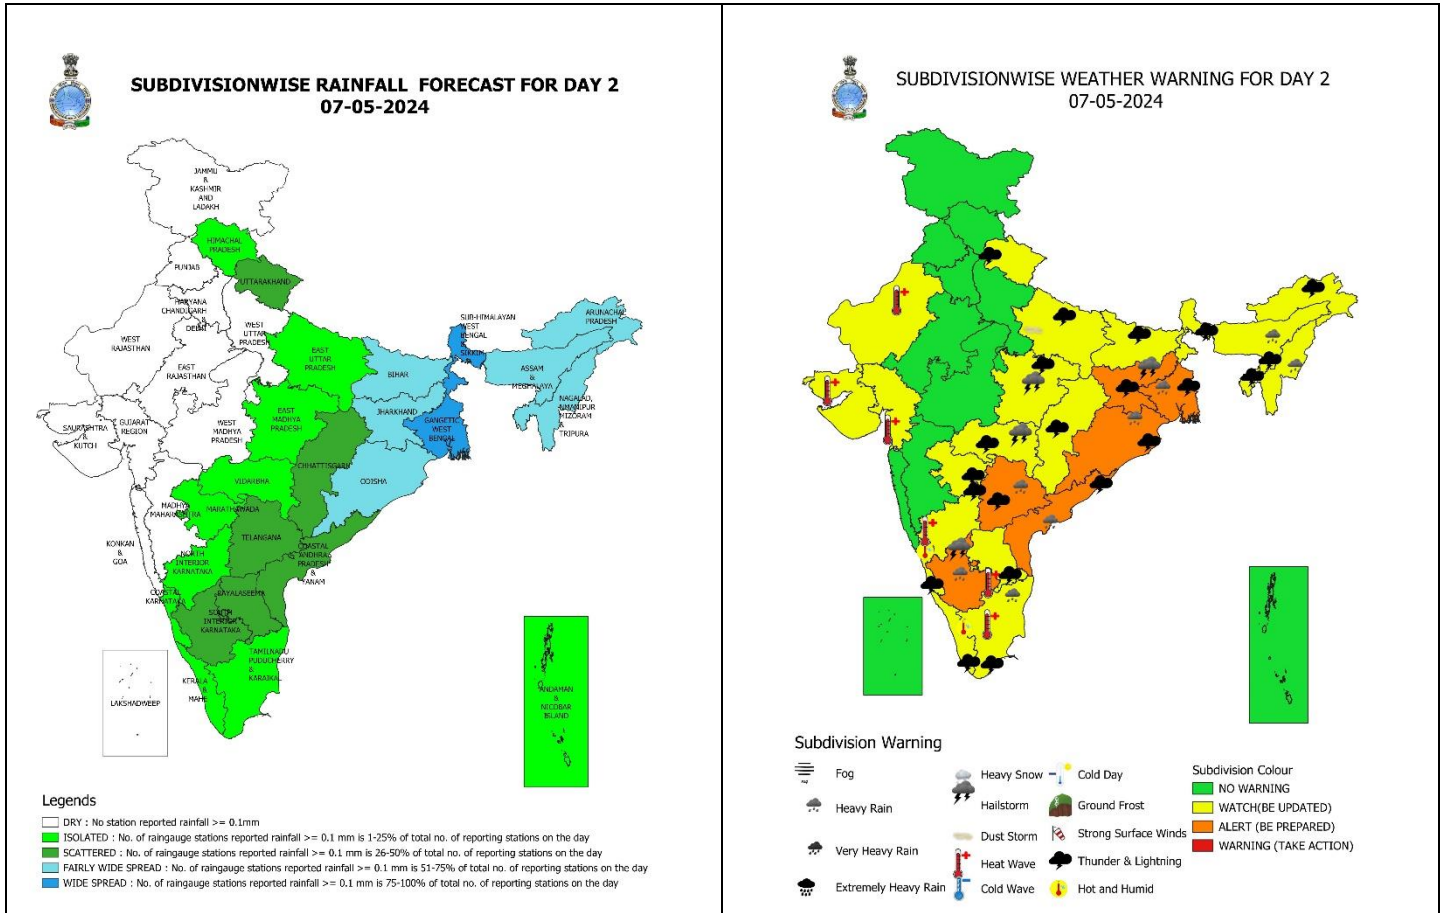 SUBDIVISIONWISE RAINFALL FORECAST FOR DAY 2
07-05-2024
JAMMU
&
KASHMIR
AND
LADAKH
HIMACHAL
PRADESH
PUNJAB
UTTARAKHAND
HARYANA
CHANDIGARH
&
DELHI
WEST
UTTAR
PRADESH
WEST
RAJASTHAN
EAST
RAJASTHAN
EAST
UTTAR
PRADESH
SUB-HIMALAYAN
WEST
BENGAL
&
SIKKIM
ARUNACHAL
PRADESH
ASSAM
&
MEGHALAYA
NAGALAD,
MANIPUR
MIZORAM
&
TRIPURA
BIHAR
JHARKHAND
GANGETIC
WEST
BENGAL
SAURASHTRA
&
KUTCH
GUJARAT
REGION
WEST
MADHYA
PRADESH
EAST
MADHYA
PRADESH
CHHATTISGARH
ODISHA
VIDARBHA
MADHYA
MAHARASHTRA
MARATHAWADA
KONKAN
&
GOA
TELANGANA
COASTAL
ANDHRA
PRADESH
&
YANAM
NORTH
INTERIOR
KARNATAKA
COASTAL
KARNATAKA
RAYALASEEMA
SOUTH
INTERIOR
KARNATAKA
TAMILNADU
PUDUCHERRY
&
KARAIKAL
KERALA
&
MAHE
LAKSHADWEEP
ANDAMAN
&
NICOBAR
ISLAND
Legends
DRY : No station reported rainfall >= 0.1mm
ISOLATED : No. of raingauge stations reported rainfall >= 0.1 mm is 1-25% of total no. of reporting stations on the day
SCATTERED : No. of raingauge stations reported rainfall >= 0.1 mm is 26-50% of total no. of reporting stations on the day
FAIRLY WIDE SPREAD : No. of raingauge stations reported rainfall >= 0.1 mm is 51-75% of total no. of reporting stations on the day
WIDE SPREAD : No. of raingauge stations reported rainfall >= 0.1 mm is 75-100% of total no. of reporting stations on the day
SUBDIVISIONWISE WEATHER WARNING FOR DAY 2
07-05-2024
Subdivision Warning
Fog
Heavy Rain
Very Heavy Rain
Extremely Heavy Rain
Heavy Snow
Hailstorm
Dust Storm
Heat Wave
Cold Wave
Cold Day
Ground Frost
Strong Surface Winds
Thunder & Lightning
Hot and Humid
Subdivision Colour
NO WARNING
WATCH(BE UPDATED)
ALERT (BE PREPARED)
WARNING (TAKE ACTION)